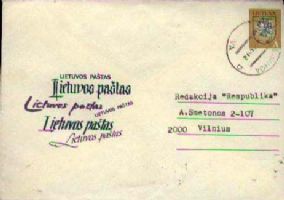 LIETUVOS PAŠTAS
Lietuvos paštas
Lietuvos paštas
LIETUVOS PAŠTAS
Lietuvos paštas
Lietuvos paštas
LIETUVA
Redakcija "Respublika"
A.Smetonos 2-1CV
2000 Vilnius